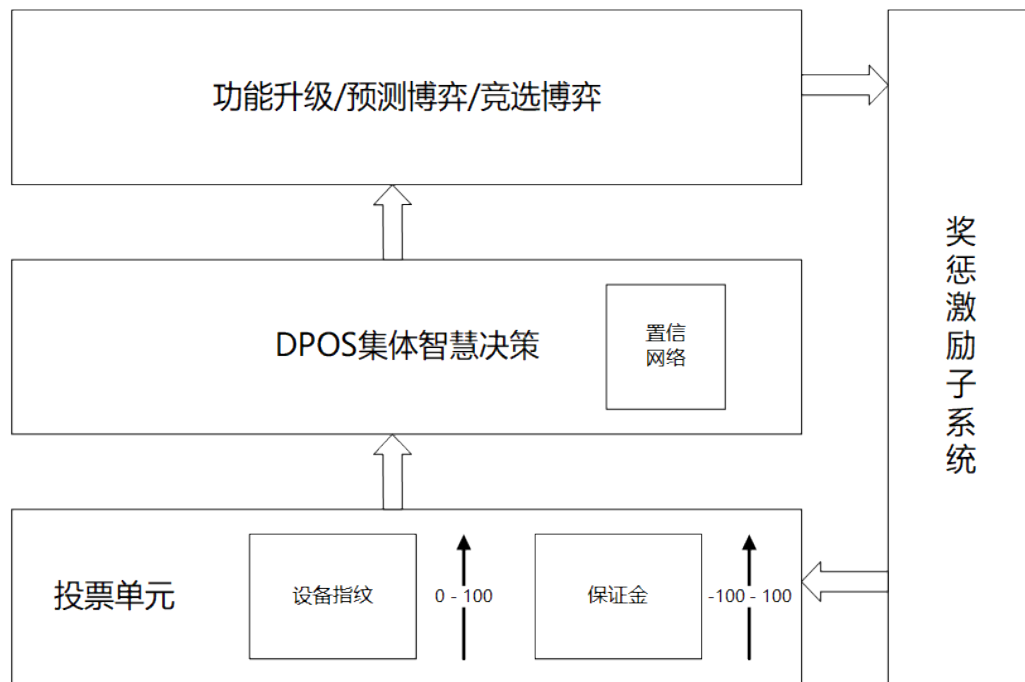 功能升级/预测博弈/竞选博弈
DPOS集体智慧决策
置信
网络
投票单元
设备指纹
0 - 100
保证金
-100 - 100
奖惩激励子系统